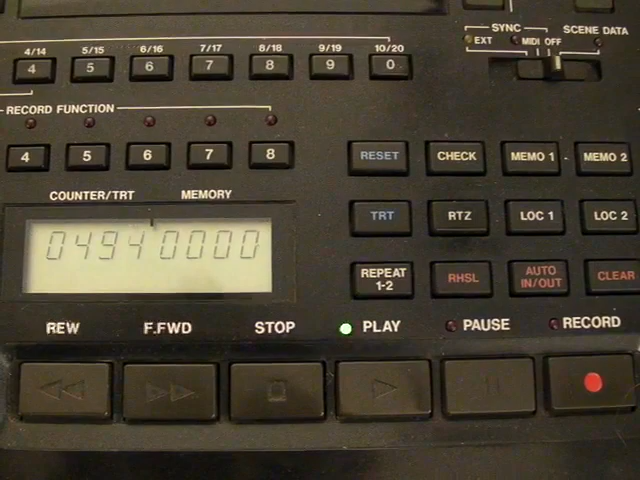 SYNC
SCENE DATA
EXT MIDI OFF
4/14 5/15 6/16 7/17 8/18 9/19 10/20
4 5 6 7 8 9 0
RECORD FUNCTION
4 5 6 7 8
RESET CHECK MEMO 1 MEMO 2
COUNTER/TRT MEMORY
TRT RTZ LOC 1 LOC 2
0494 0000
REPEAT 1-2 RHSL AUTO IN/OUT CLEAR
REW F.FWD STOP PLAY PAUSE RECORD